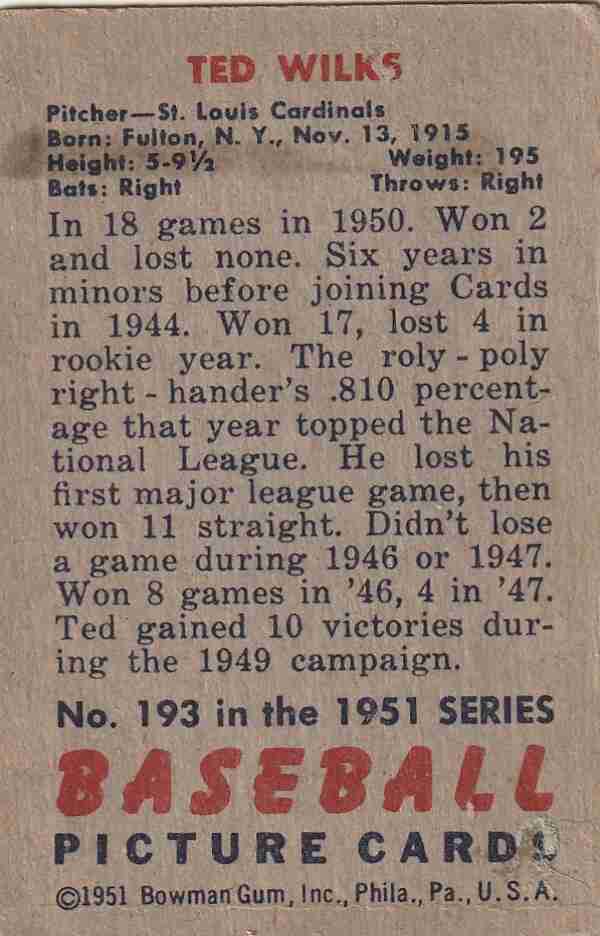 TED WILKS
Pitcher—St. Louis Cardinals
Born: Fulton, N. Y., Nov. 13, 1915
Height: 5-9½ Weight: 195
Bats: Right Throws: Right
In 18 games in 1950. Won 2
and lost none. Six years in
minors before joining Cards
in 1944. Won 17, lost 4 in
rookie year. The roly - poly
right - hander's .810 percent-
age that year topped the Na-
tional League. He lost his
first major league game, then
won 11 straight. Didn't lose
a game during 1946 or 1947.
Won 8 games in '46, 4 in '47.
Ted gained 10 victories dur-
ing the 1949 campaign.
No. 193 in the 1951 SERIES
BASEBALL
PICTURE CARDS
©1951 Bowman Gum, Inc., Phila., Pa., U. S. A.